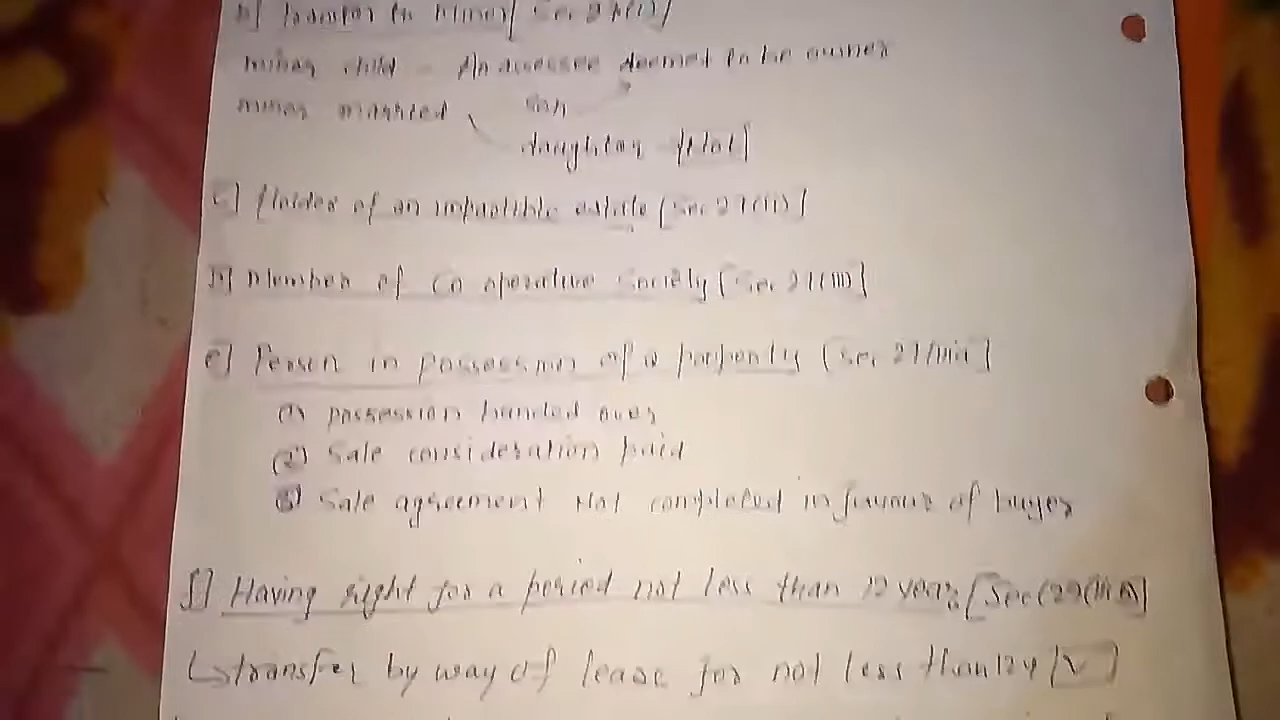 b] Transfer to minor[ Sec 27(i)]
minor child - An assessee deemed to be owner
minor married son
daughter [Not]
c] Holder of an impartible estate [Sec 27(ii)]
D] Member of Co operative Society [Sec 27(iii)]
e] Person in possession of a property [Sec 27(iiia]
① possession handed over
② Sale consideration paid
③ Sale agreement Not completed in favour of buyer
f] Having right for a period not less than 12 years [Sec
↳ transfer by way of lease for not less than 12y [✓]